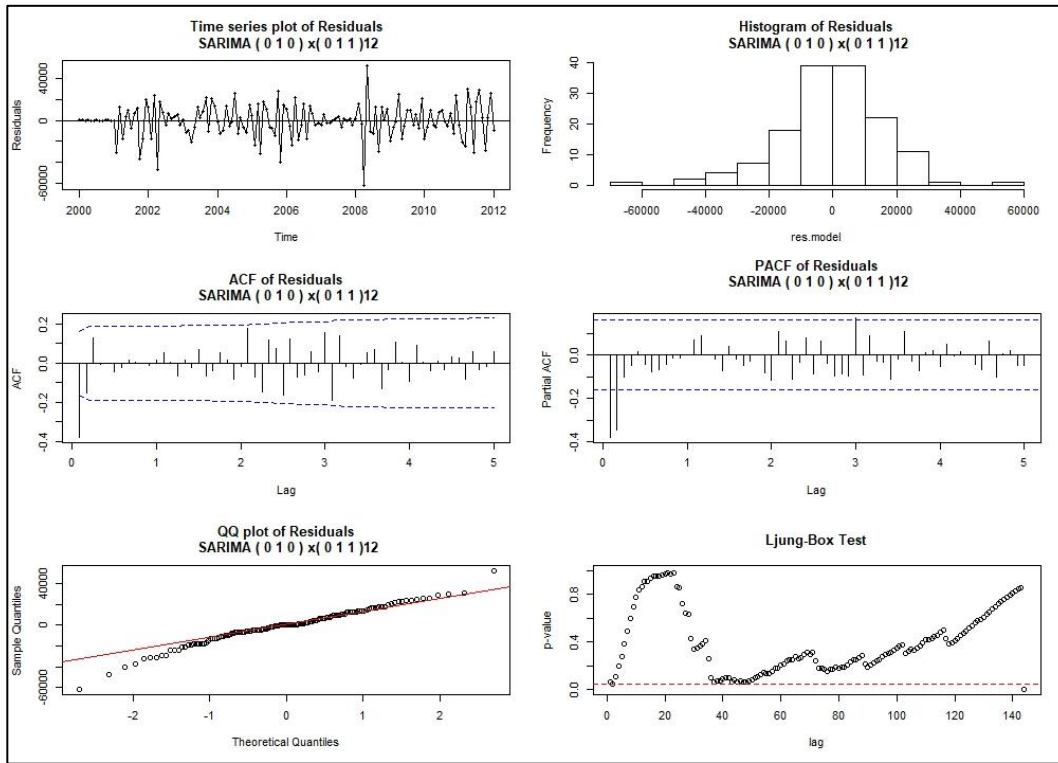 Time series plot of Residuals
SARIMA ( 0 1 0 ) x( 0 1 1 )12
Residuals
40000
0
-60000
2000
2002
2004
2006
2008
2010
2012
Time
Histogram of Residuals
SARIMA ( 0 1 0 ) x( 0 1 1 )12
Frequency
40
30
20
10
0
-60000
-40000
-20000
0
20000
40000
60000
res.model
ACF of Residuals
SARIMA ( 0 1 0 ) x( 0 1 1 )12
ACF
0.2
0.0
-0.2
-0.4
0
1
2
3
4
5
Lag
PACF of Residuals
SARIMA ( 0 1 0 ) x( 0 1 1 )12
Partial ACF
0.0
-0.2
-0.4
0
1
2
3
4
5
Lag
QQ plot of Residuals
SARIMA ( 0 1 0 ) x( 0 1 1 )12
Sample Quantiles
40000
0
-60000
-2
-1
0
1
2
Theoretical Quantiles
Ljung-Box Test
p-value
0.8
0.4
0.0
0
20
40
60
80
100
120
140
lag